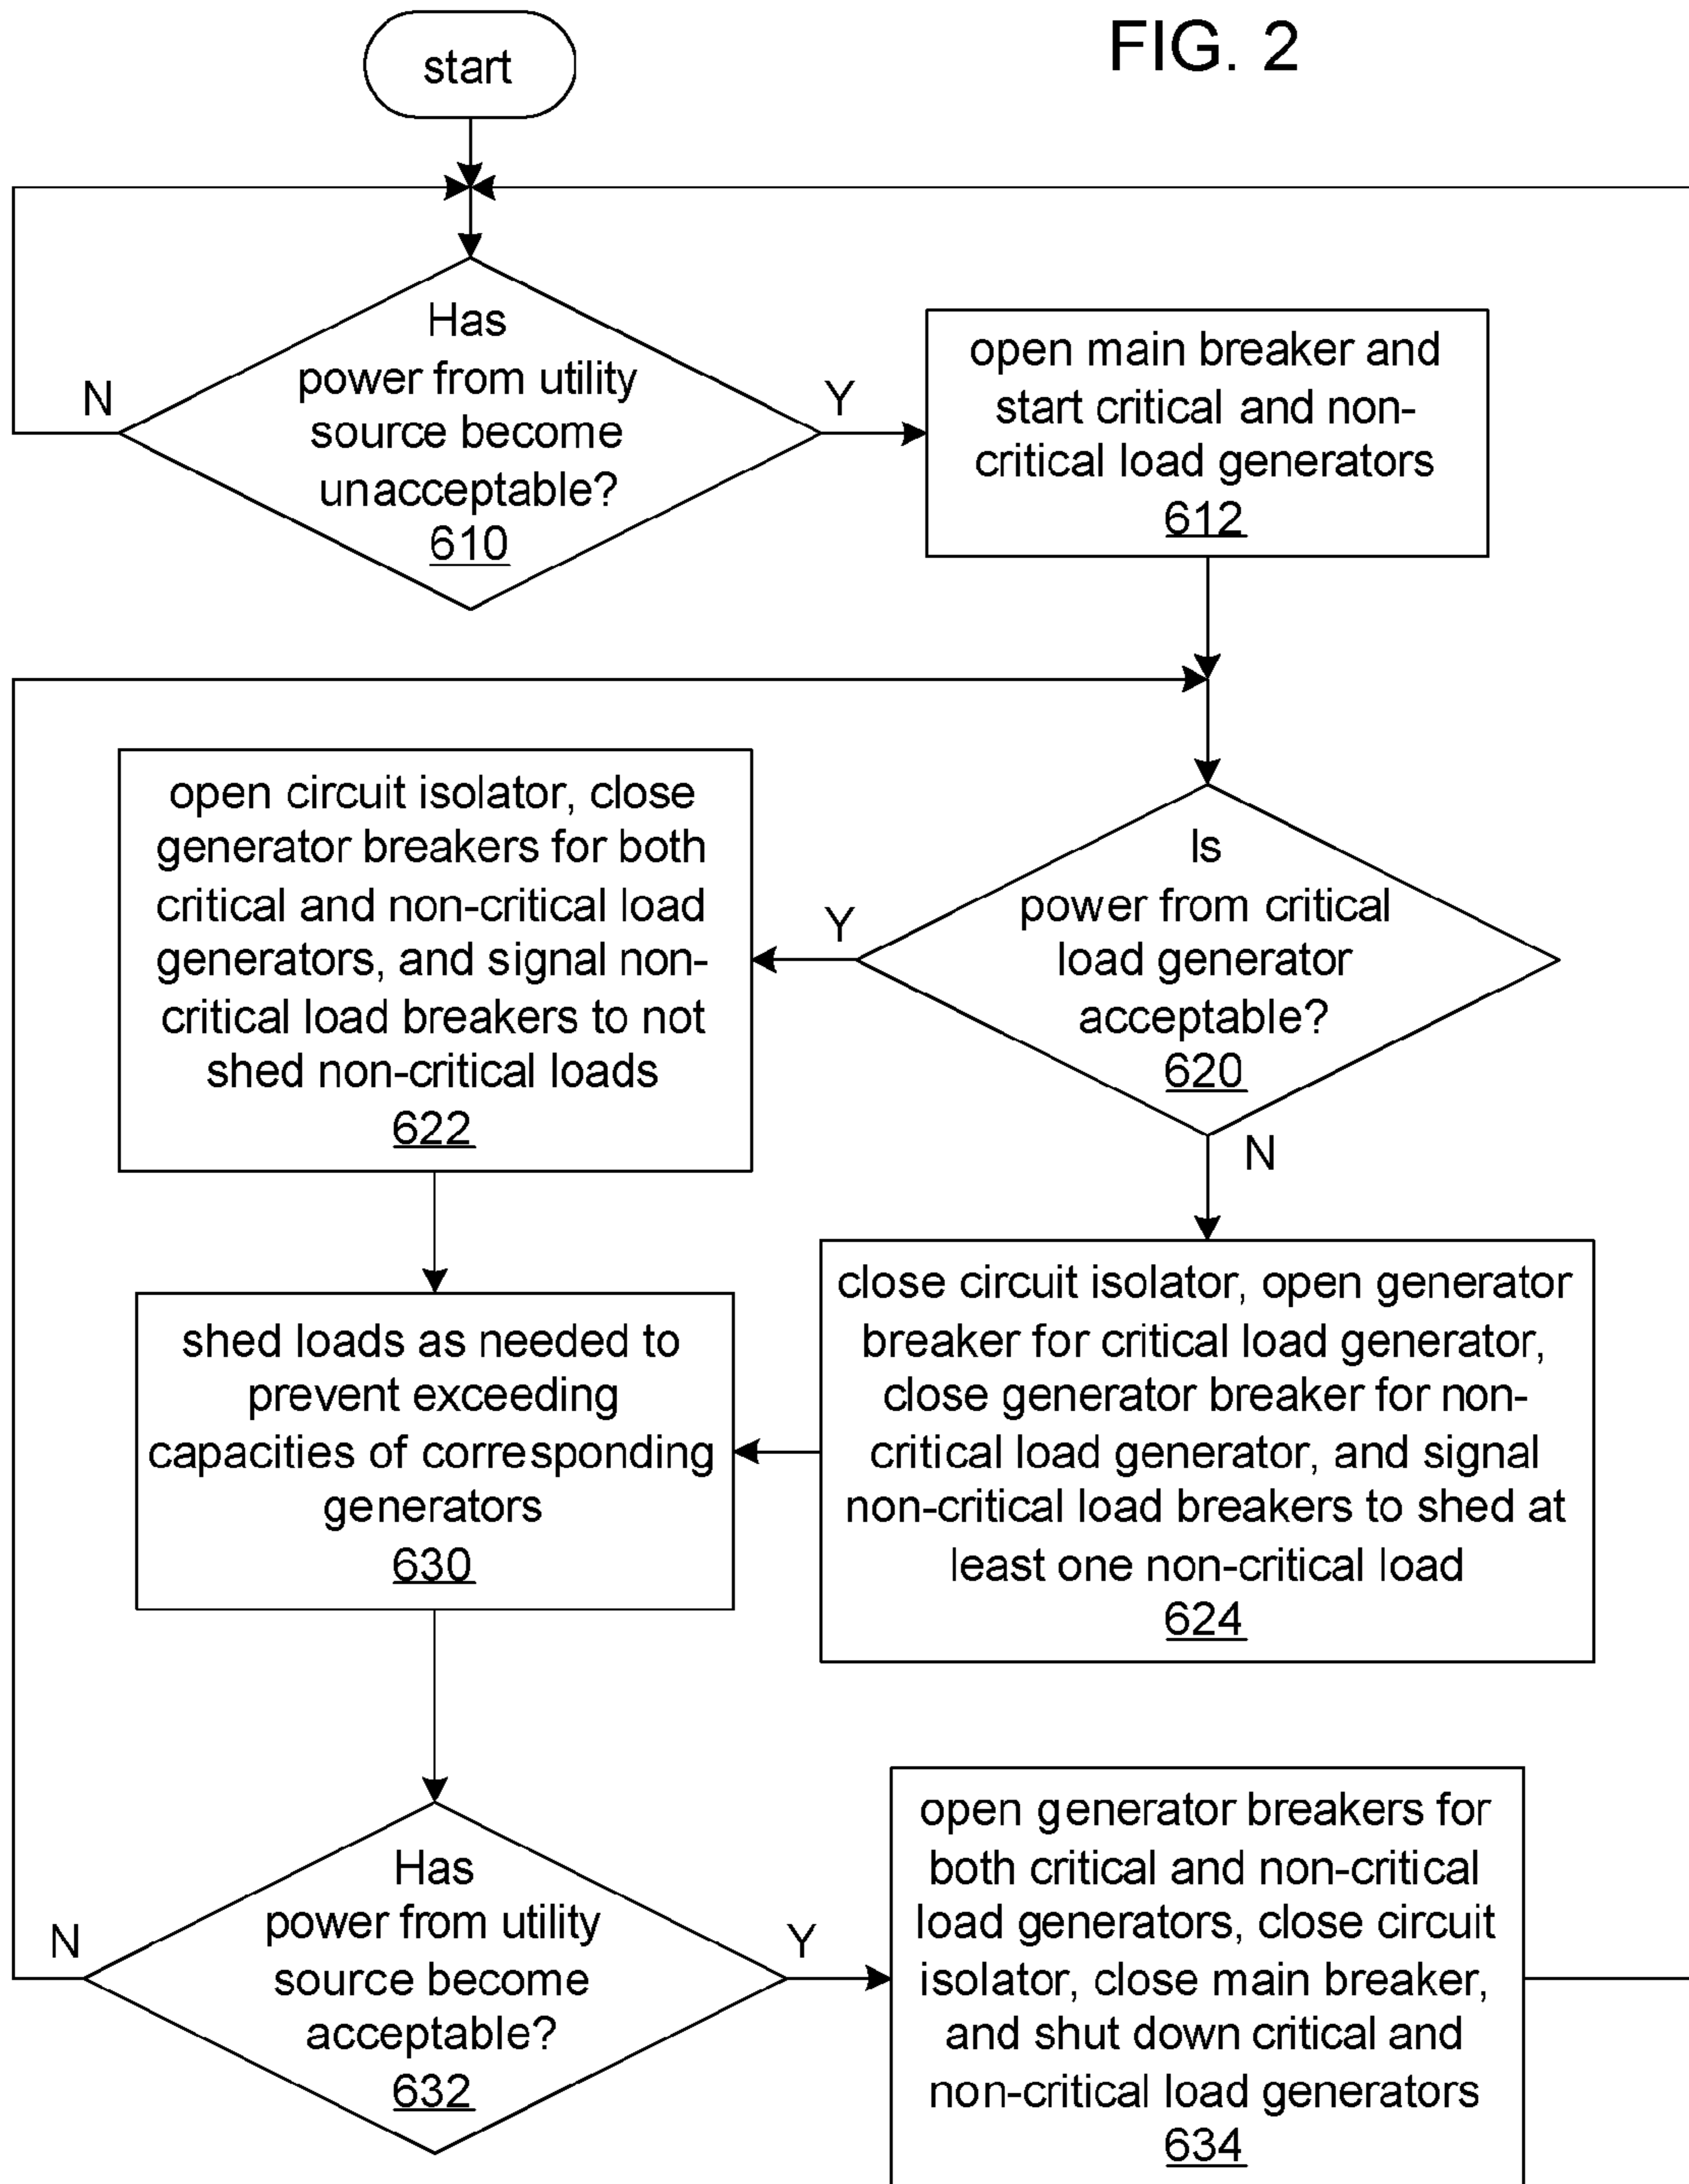 FIG. 2
start
Has
power from utility
source become
unacceptable?
610
N
Y
open main breaker and
start critical and non-
critical load generators
612
Is
power from critical
load generator
acceptable?
620
Y
N
open circuit isolator, close
generator breakers for both
critical and non-critical load
generators, and signal non-
critical load breakers to not
shed non-critical loads
622
close circuit isolator, open generator
breaker for critical load generator,
close generator breaker for non-
critical load generator, and signal
non-critical load breakers to shed at
least one non-critical load
624
shed loads as needed to
prevent exceeding
capacities of corresponding
generators
630
Has
power from utility
source become
acceptable?
632
N
Y
open generator breakers for
both critical and non-critical
load generators, close circuit
isolator, close main breaker,
and shut down critical and
non-critical load generators
634